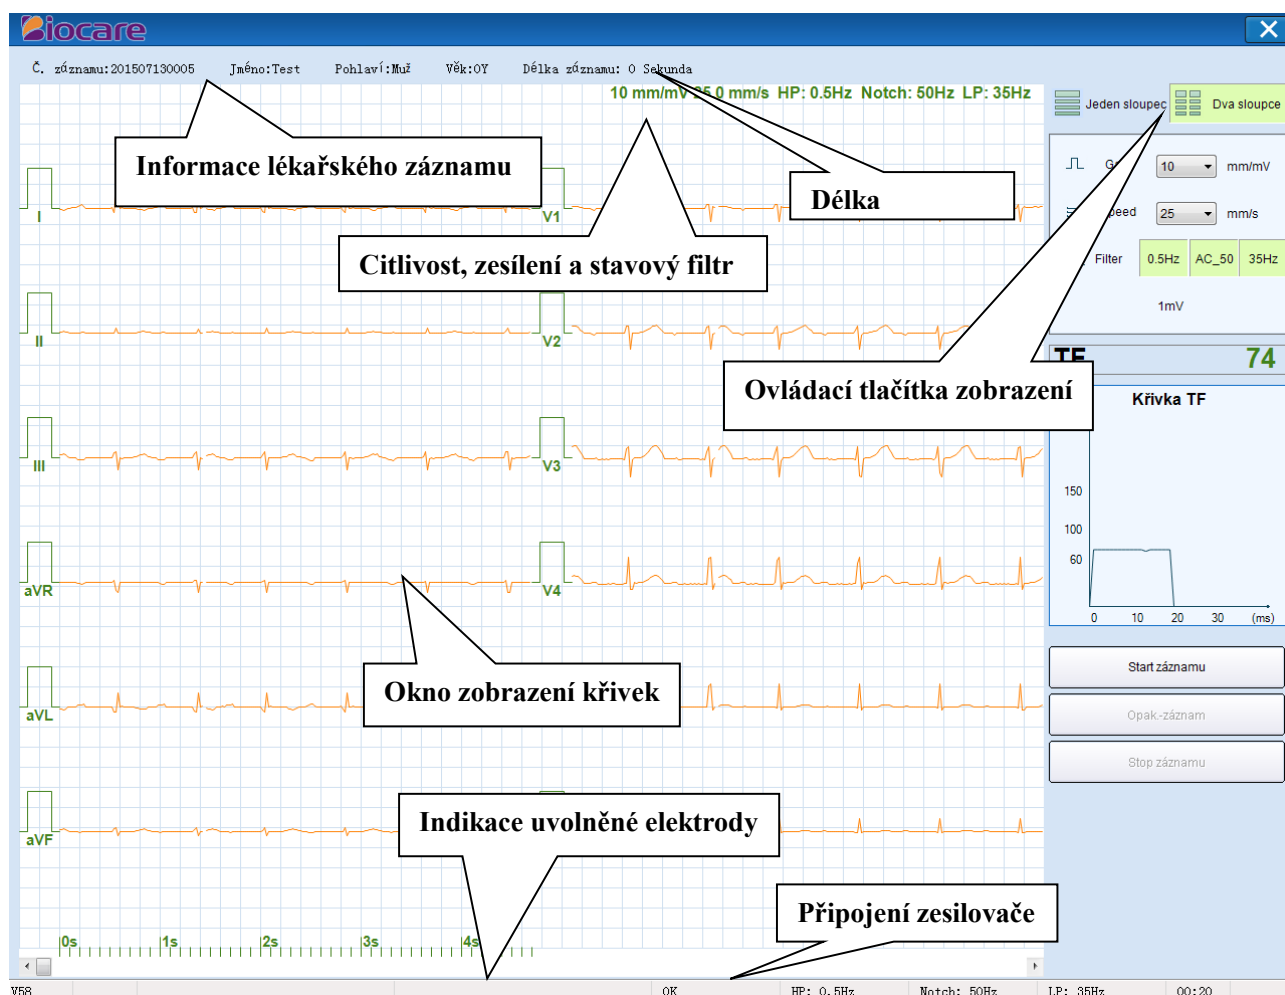 Biocare
Č. záznamu:201507130005 Jméno:Test Pohlaví:Muž Věk:0Y Délka záznamu: 0 Sekunda
10 mm/mV 25.0 mm/s HP: 0.5Hz Notch: 50Hz LP: 35Hz
Jeden sloupec Dva sloupce
Informace lékařského záznamu
Délka
Citlivost, zesílení a stavový filtr
Ovládací tlačítka zobrazení
10 mm/mV
Speed 25 mm/s
Filter 0.5Hz AC_50 35Hz
1mV
TF 74
Křivka TF
150
100
60
0 10 20 30 (ms)
I V1
II V2
III V3
aVR V4
aVL
aVF
Okno zobrazení křivek
Start záznamu
Opak.-záznam
Stop záznamu
Indikace uvolněné elektrody
Připojení zesilovače
0s 1s 2s 3s 4s
V58 OK HP: 0.5Hz Notch: 50Hz LP: 35Hz 00:20